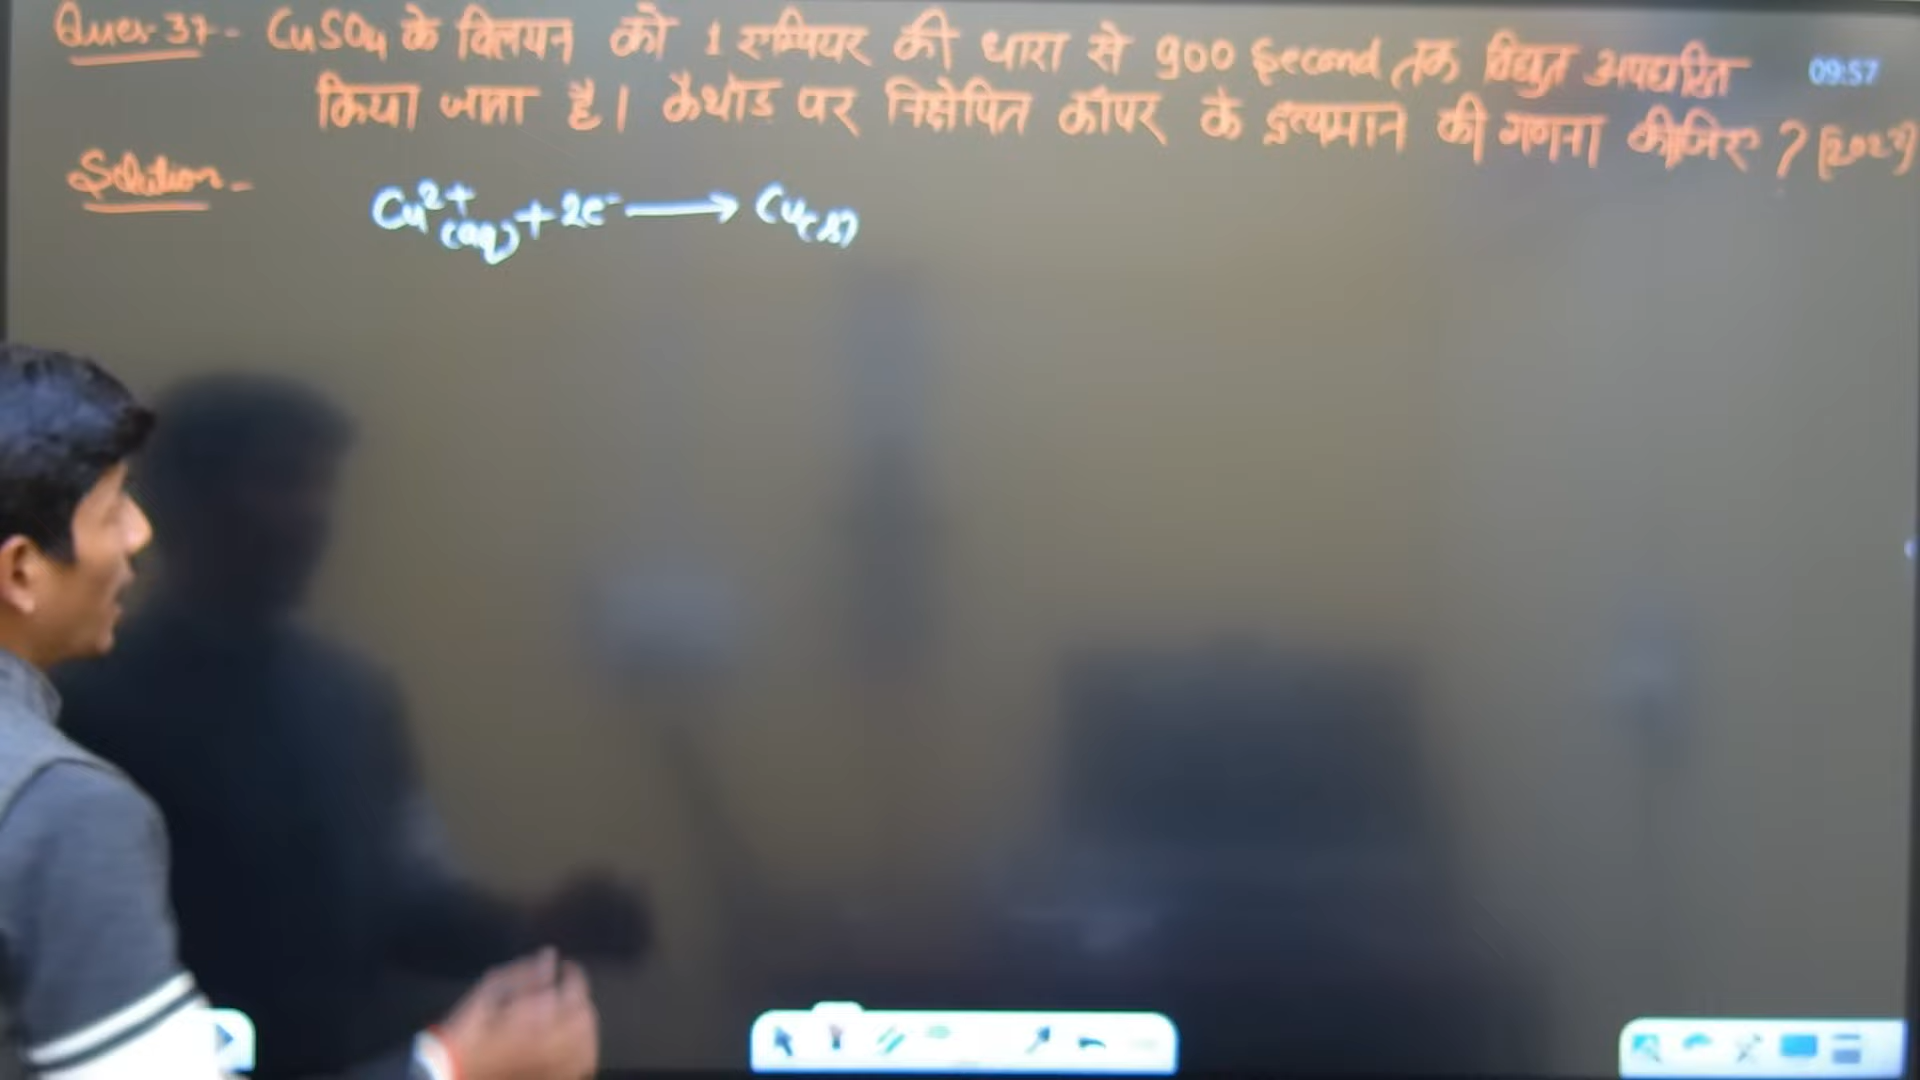 Ques-37- CuSO4 के विलयन को 1 एम्पियर की धारा से 900 Second तक विद्युत अपघटित
09:57
किया जाता है। कैथोड पर निक्षेपित कॉपर के द्रव्यमान की गणना कीजिए ?
Solution-
Cu2+(aq) + 2e- ⟶ Cu(s)